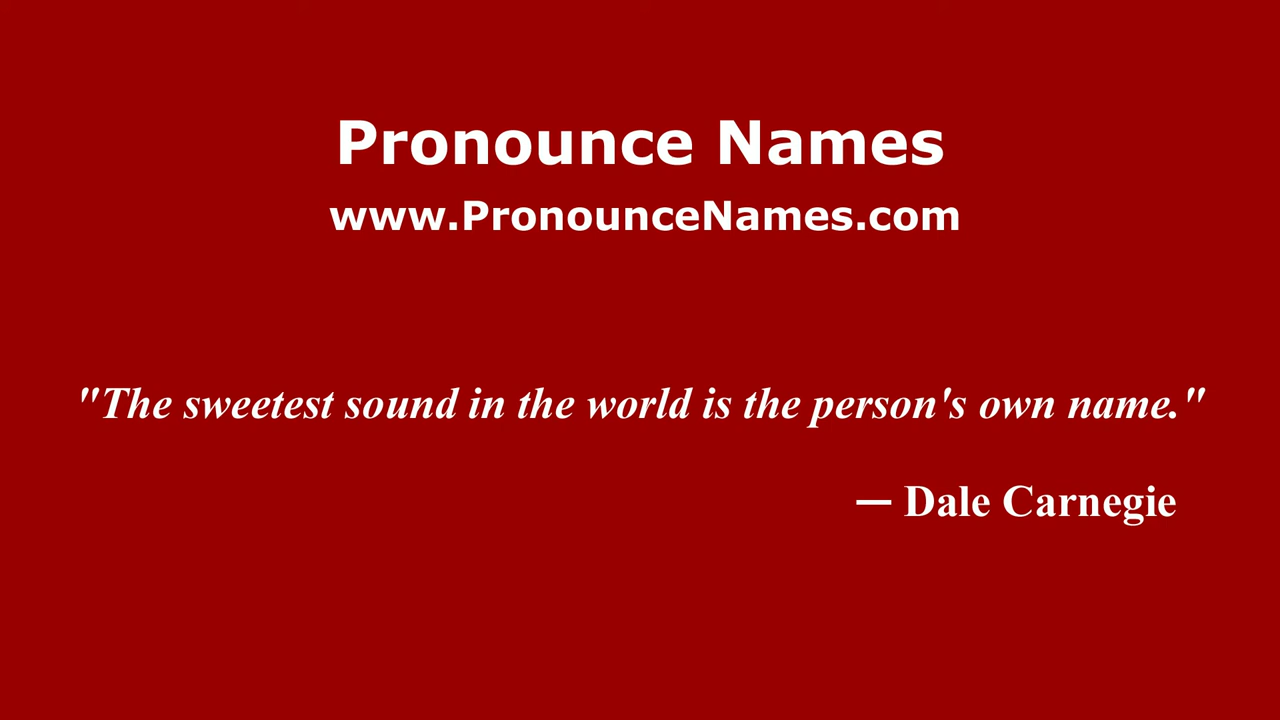 Pronounce Names
www.PronounceNames.com
"The sweetest sound in the world is the person's own name."
— Dale Carnegie